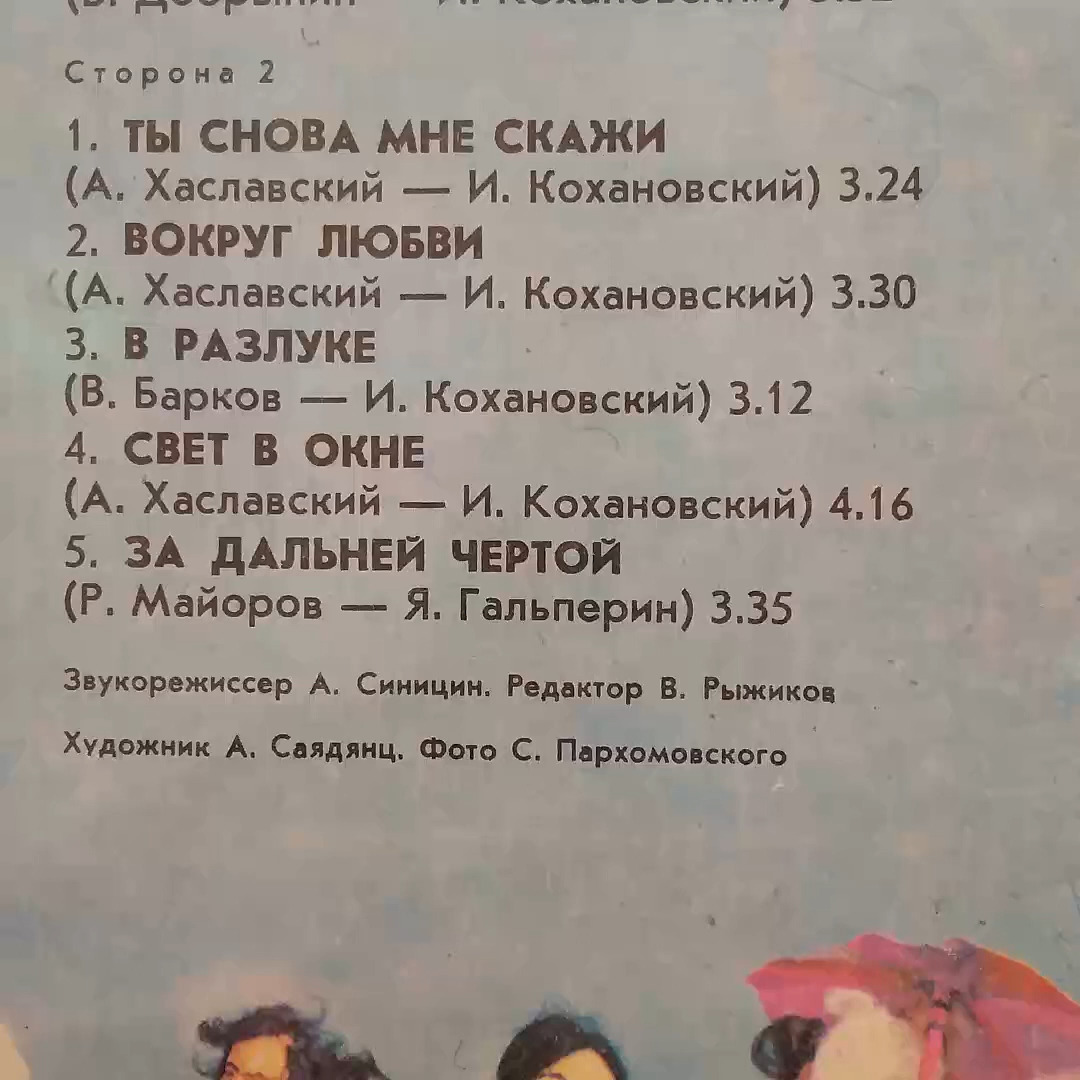 Сторона 2
1. ТЫ СНОВА МНЕ СКАЖИ
(А. Хаславский — И. Кохановский) 3.24
2. ВОКРУГ ЛЮБВИ
(А. Хаславский — И. Кохановский) 3.30
3. В РАЗЛУКЕ
(В. Барков — И. Кохановский) 3.12
4. СВЕТ В ОКНЕ
(А. Хаславский — И. Кохановский) 4.16
5. ЗА ДАЛЬНЕЙ ЧЕРТОЙ
(Р. Майоров — Я. Гальперин) 3.35
Звукорежиссер А. Синицин. Редактор В. Рыжиков
Художник А. Саядянц. Фото С. Пархомовского